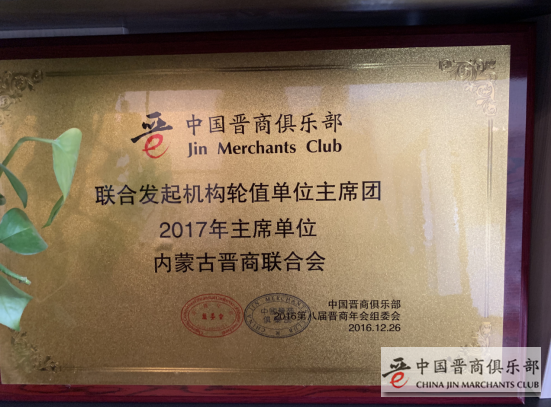 中国晋商俱乐部
Jin Merchants Club
联合发起机构轮值单位主席团
2017年主席单位
内蒙古晋商联合会
中国晋商俱乐部
2016第八届晋商年会组委会
2016.12.26
中国晋商俱乐部
CHINA JIN MERCHANTS CLUB